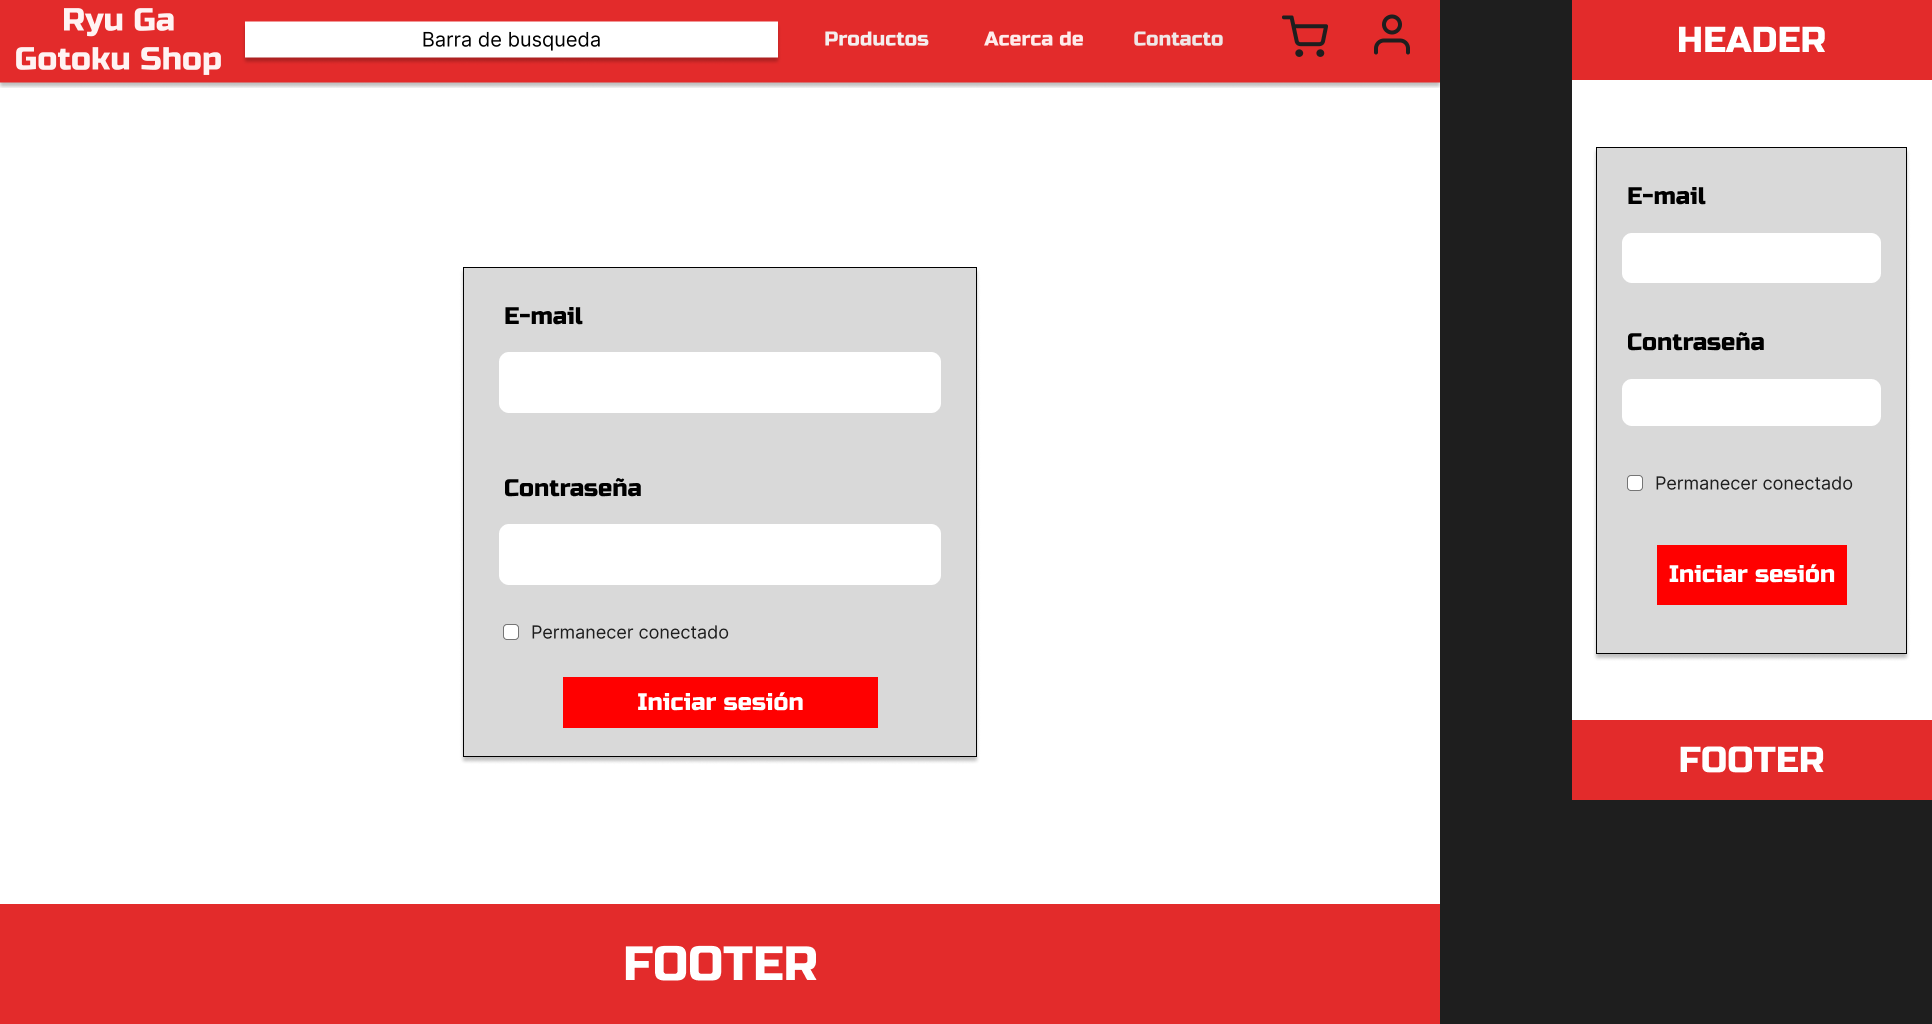 Ryu Ga
Gotoku Shop
Barra de busqueda
Productos
Acerca de
Contacto
E-mail
Contraseña
Permanecer conectado
Iniciar sesión
FOOTER
HEADER
E-mail
Contraseña
Permanecer conectado
Iniciar sesión
FOOTER